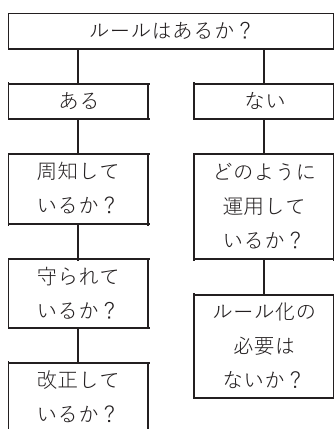 ルールはあるか？
ある
周知して
いるか？
守られて
いるか？
改正して
いるか？
ない
どのように
運用して
いるか？
ルール化の
必要は
ないか？